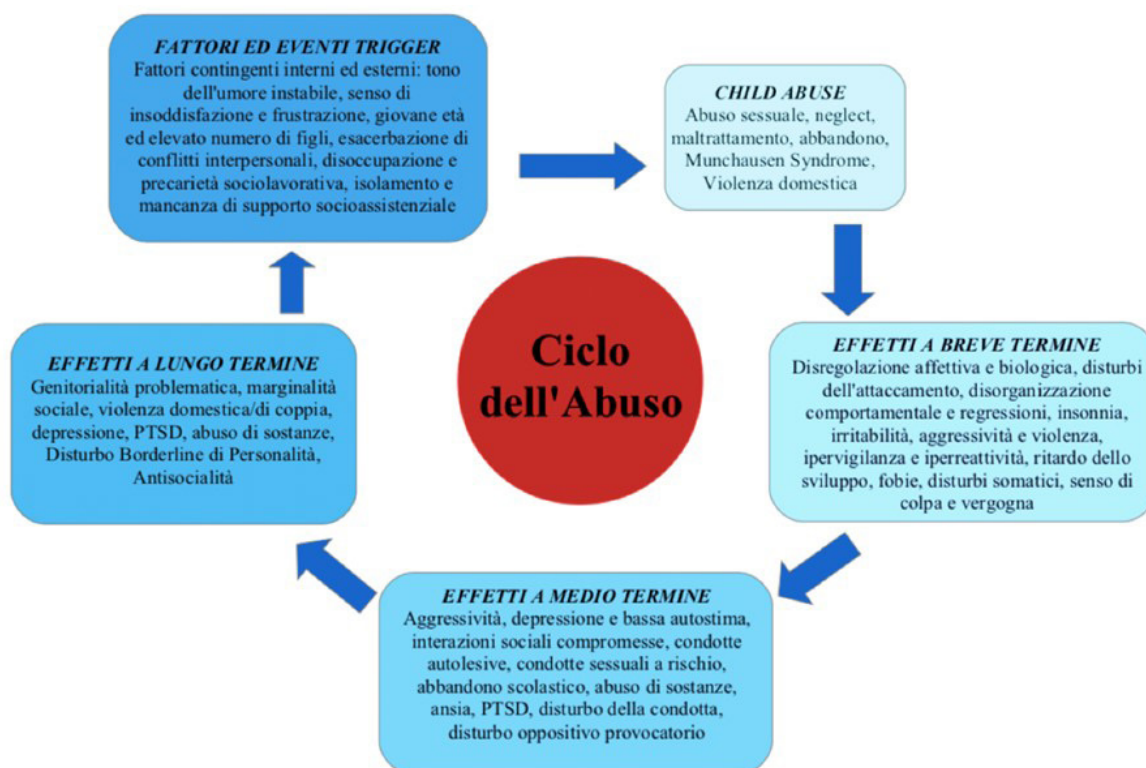 FATTORI ED EVENTI TRIGGER
Fattori contingenti interni ed esterni: tono
dell'umore instabile, senso di
insoddisfazione e frustrazione, giovane età
ed elevato numero di figli, esacerbazione di
conflitti interpersonali, disoccupazione e
precarietà sociolavorativa, isolamento e
mancanza di supporto socioassistenziale
CHILD ABUSE
Abuso sessuale, neglect,
maltrattamento, abbandono,
Munchausen Syndrome,
Violenza domestica
EFFETTI A BREVE TERMINE
Disregolazione affettiva e biologica, disturbi
dell'attaccamento, disorganizzazione
comportamentale e regressioni, insonnia,
irritabilità, aggressività e violenza,
ipervigilanza e iperreattività, ritardo dello
sviluppo, fobie, disturbi somatici, senso di
colpa e vergogna
EFFETTI A MEDIO TERMINE
Aggressività, depressione e bassa autostima,
interazioni sociali compromesse, condotte
autolesive, condotte sessuali a rischio,
abbandono scolastico, abuso di sostanze,
ansia, PTSD, disturbo della condotta,
disturbo oppositivo provocatorio
EFFETTI A LUNGO TERMINE
Genitorialità problematica, marginalità
sociale, violenza domestica/di coppia,
depressione, PTSD, abuso di sostanze,
Disturbo Borderline di Personalità,
Antisocialità
Ciclo
dell'Abuso